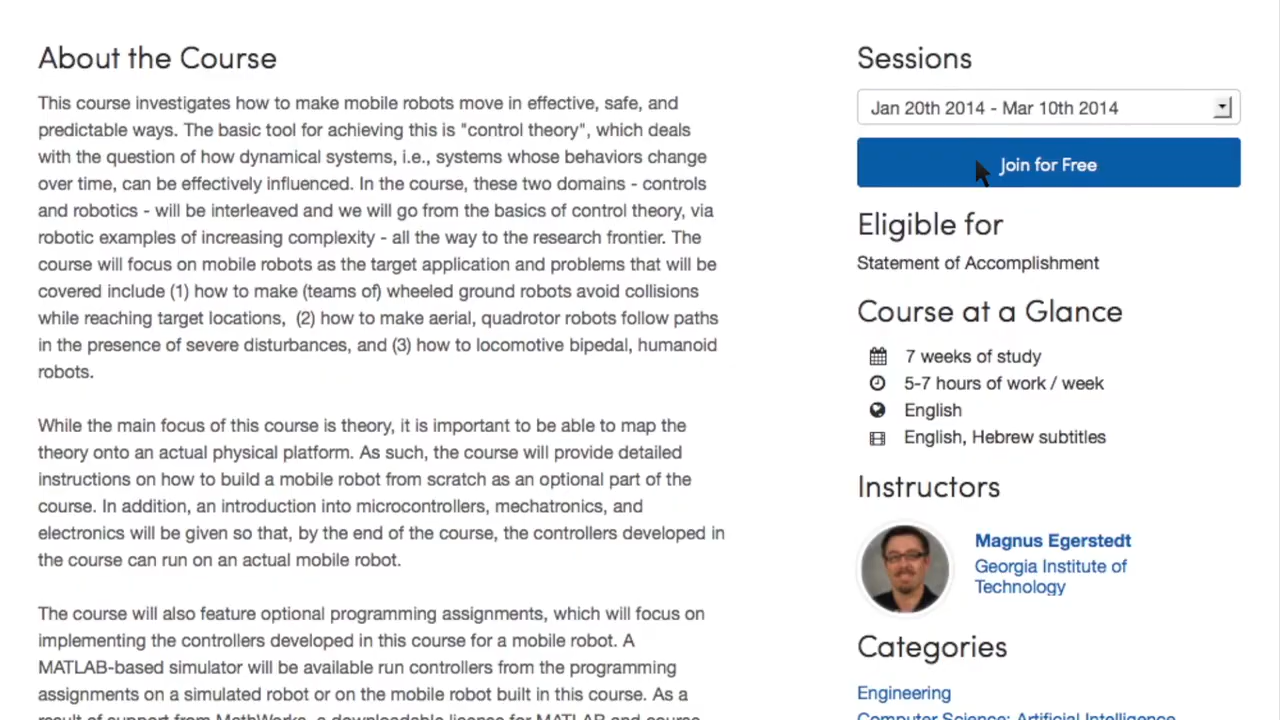 About the Course
This course investigates how to make mobile robots move in effective, safe, and
predictable ways. The basic tool for achieving this is "control theory", which deals
with the question of how dynamical systems, i.e., systems whose behaviors change
over time, can be effectively influenced. In the course, these two domains - controls
and robotics - will be interleaved and we will go from the basics of control theory, via
robotic examples of increasing complexity - all the way to the research frontier. The
course will focus on mobile robots as the target application and problems that will be
covered include (1) how to make (teams of) wheeled ground robots avoid collisions
while reaching target locations,  (2) how to make aerial, quadrotor robots follow paths
in the presence of severe disturbances, and (3) how to locomotive bipedal, humanoid
robots.
While the main focus of this course is theory, it is important to be able to map the
theory onto an actual physical platform. As such, the course will provide detailed
instructions on how to build a mobile robot from scratch as an optional part of the
course. In addition, an introduction into microcontrollers, mechatronics, and
electronics will be given so that, by the end of the course, the controllers developed in
the course can run on an actual mobile robot.
The course will also feature optional programming assignments, which will focus on
implementing the controllers developed in this course for a mobile robot. A
MATLAB-based simulator will be available run controllers from the programming
assignments on a simulated robot or on the mobile robot built in this course. As a
result of support from MathWorks, a downloadable license for MATLAB and course
Sessions
Jan 20th 2014 - Mar 10th 2014
Join for Free
Eligible for
Statement of Accomplishment
Course at a Glance
7 weeks of study
5-7 hours of work / week
English
English, Hebrew subtitles
Instructors
Magnus Egerstedt
Georgia Institute of
Technology
Categories
Engineering
Computer Science: Artificial Intelligence